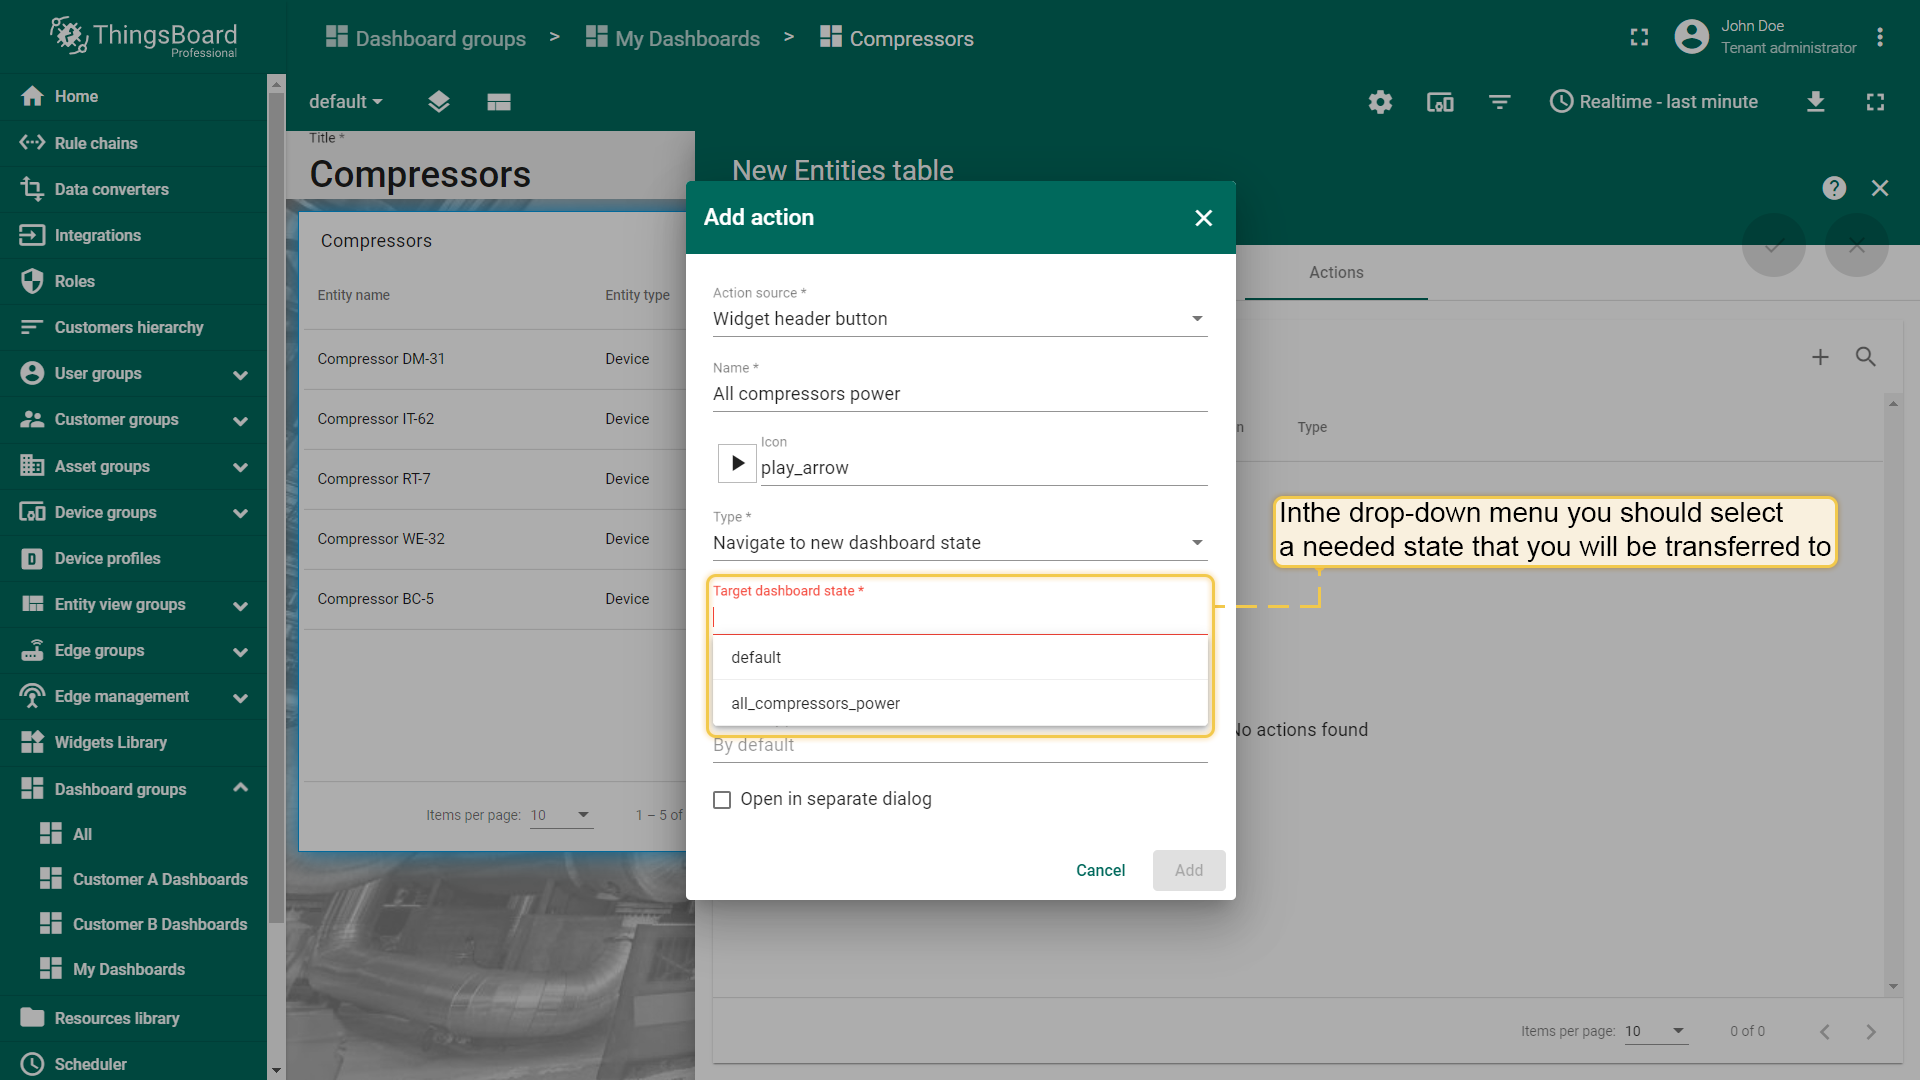 ThingsBoard
Professional
Dashboard groups > My Dashboards > Compressors
John Doe
Tenant administrator
Home
Rule chains
Data converters
Integrations
Roles
Customers hierarchy
User groups
Customer groups
Asset groups
Device groups
Device profiles
Entity view groups
Edge groups
Edge management
Widgets Library
Dashboard groups
All
Customer A Dashboards
Customer B Dashboards
My Dashboards
Resources library
Scheduler
default
Realtime - last minute
Title *
Compressors
Compressors
Entity name Entity type
Compressor DM-31 Device
Compressor IT-62 Device
Compressor RT-7 Device
Compressor WE-32 Device
Compressor BC-5 Device
Items per page: 10 1 – 5 of
New Entities table
Actions
n Type
No actions found
Items per page: 10 0 of 0
Add action
Action source *
Widget header button
Name *
All compressors power
Icon
play_arrow
Type *
Navigate to new dashboard state
Target dashboard state *
default
all_compressors_power
By default
Open in separate dialog
Cancel Add
Inthe drop-down menu you should select
a needed state that you will be transferred to